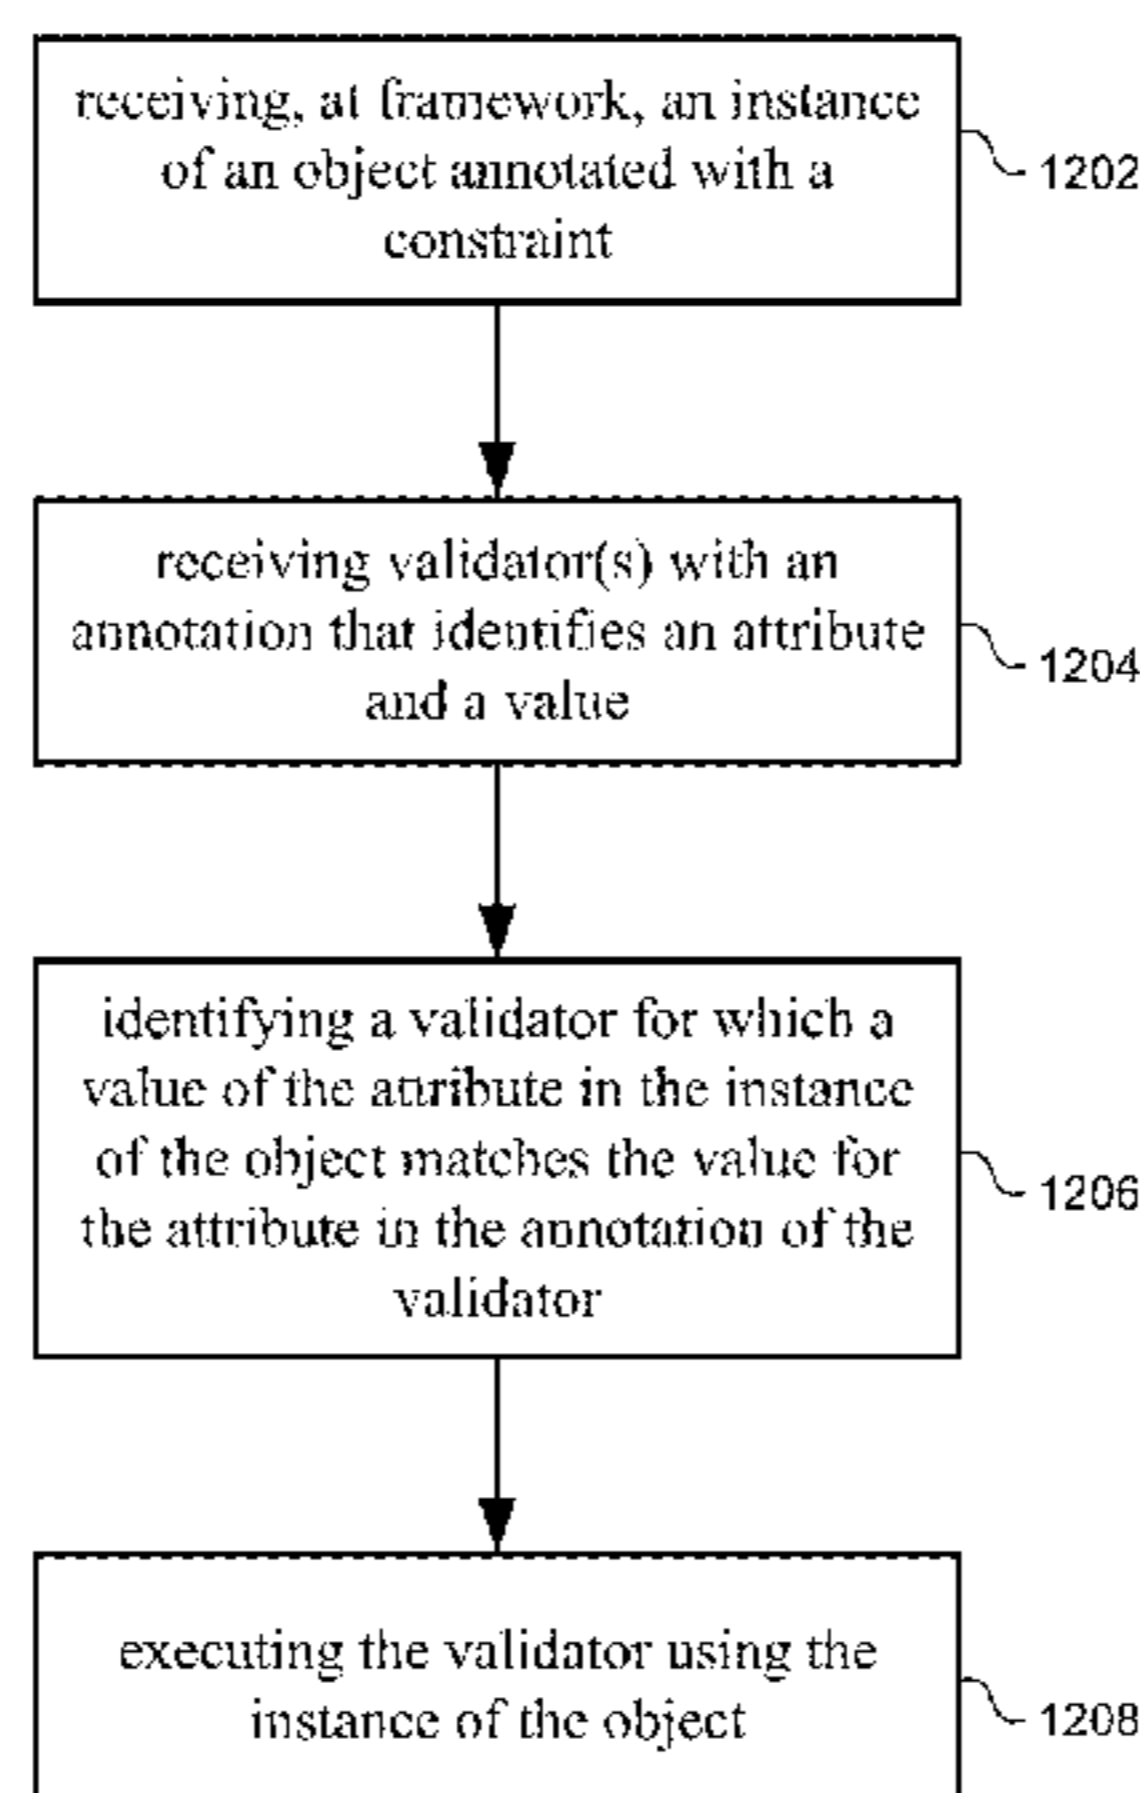 receiving, at framework, an instance
of an object annotated with a
constraint
1202
receiving validator(s) with an
annotation that identifies an attribute
and a value
1204
identifying a validator for which a
value of the attribute in the instance
of the object matches the value for
the attribute in the annotation of the
validator
1206
executing the validator using the
instance of the object
1208